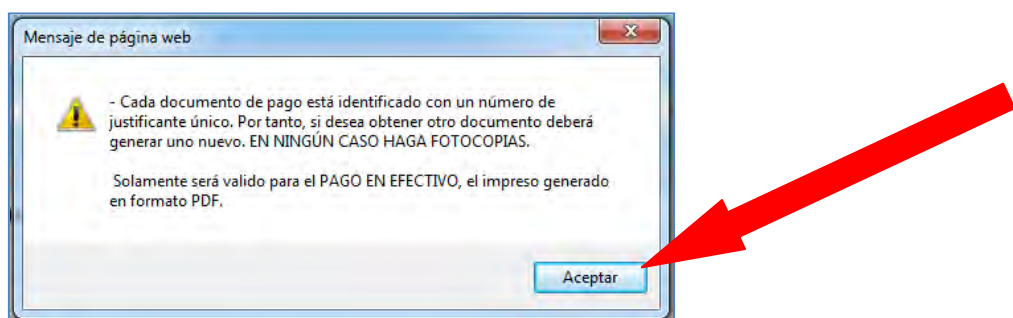 Mensaje de página web
- Cada documento de pago está identificado con un número de
justificante único. Por tanto, si desea obtener otro documento deberá
generar uno nuevo. EN NINGÚN CASO HAGA FOTOCOPIAS.
Solamente será valido para el PAGO EN EFECTIVO, el impreso generado
en formato PDF.
Aceptar